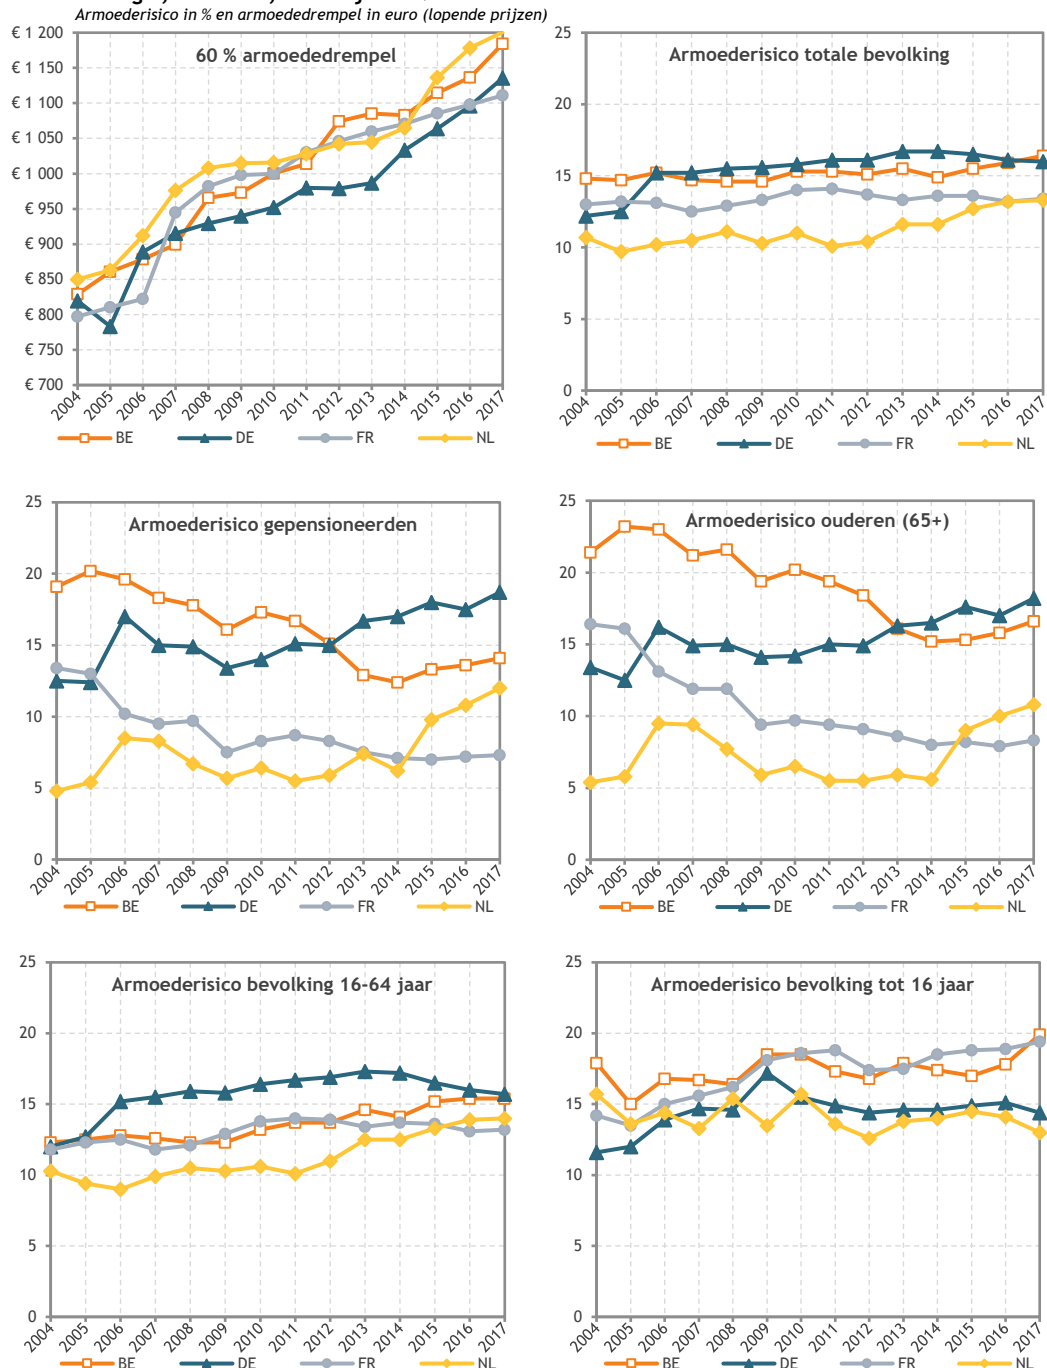 Armoederisico in % en armoededrempel in euro (lopende prijzen)
60 % armoededrempel
€ 1 200
€ 1 150
€ 1 100
€ 1 050
€ 1 000
€ 950
€ 900
€ 850
€ 800
€ 750
€ 700
2004 2005 2006 2007 2008 2009 2010 2011 2012 2013 2014 2015 2016 2017
BE DE FR NL
Armoederisico totale bevolking
25
20
15
10
5
0
2004 2005 2006 2007 2008 2009 2010 2011 2012 2013 2014 2015 2016 2017
BE DE FR NL
Armoederisico gepensioneerden
25
20
15
10
5
0
2004 2005 2006 2007 2008 2009 2010 2011 2012 2013 2014 2015 2016 2017
BE DE FR NL
Armoederisico ouderen (65+)
25
20
15
10
5
0
2004 2005 2006 2007 2008 2009 2010 2011 2012 2013 2014 2015 2016 2017
BE DE FR NL
Armoederisico bevolking 16-64 jaar
25
20
15
10
5
0
2004 2005 2006 2007 2008 2009 2010 2011 2012 2013 2014 2015 2016 2017
BE DE FR NL
Armoederisico bevolking tot 16 jaar
25
20
15
10
5
0
2004 2005 2006 2007 2008 2009 2010 2011 2012 2013 2014 2015 2016 2017
BE DE FR NL